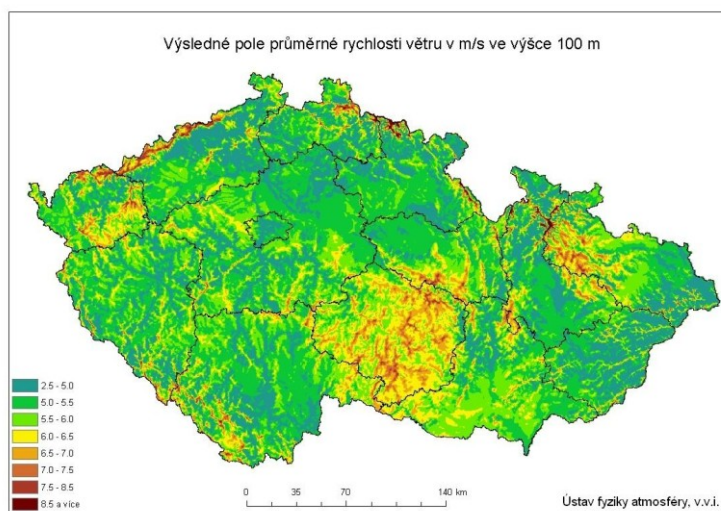 Výsledné pole průměrné rychlosti větru v m/s ve výšce 100 m
2.5 - 5.0
5.0 - 5.5
5.5 - 6.0
6.0 - 6.5
6.5 - 7.0
7.0 - 7.5
7.5 - 8.5
8.5 a více
0 35 70 140 km
Ústav fyziky atmosféry, v.v.i.